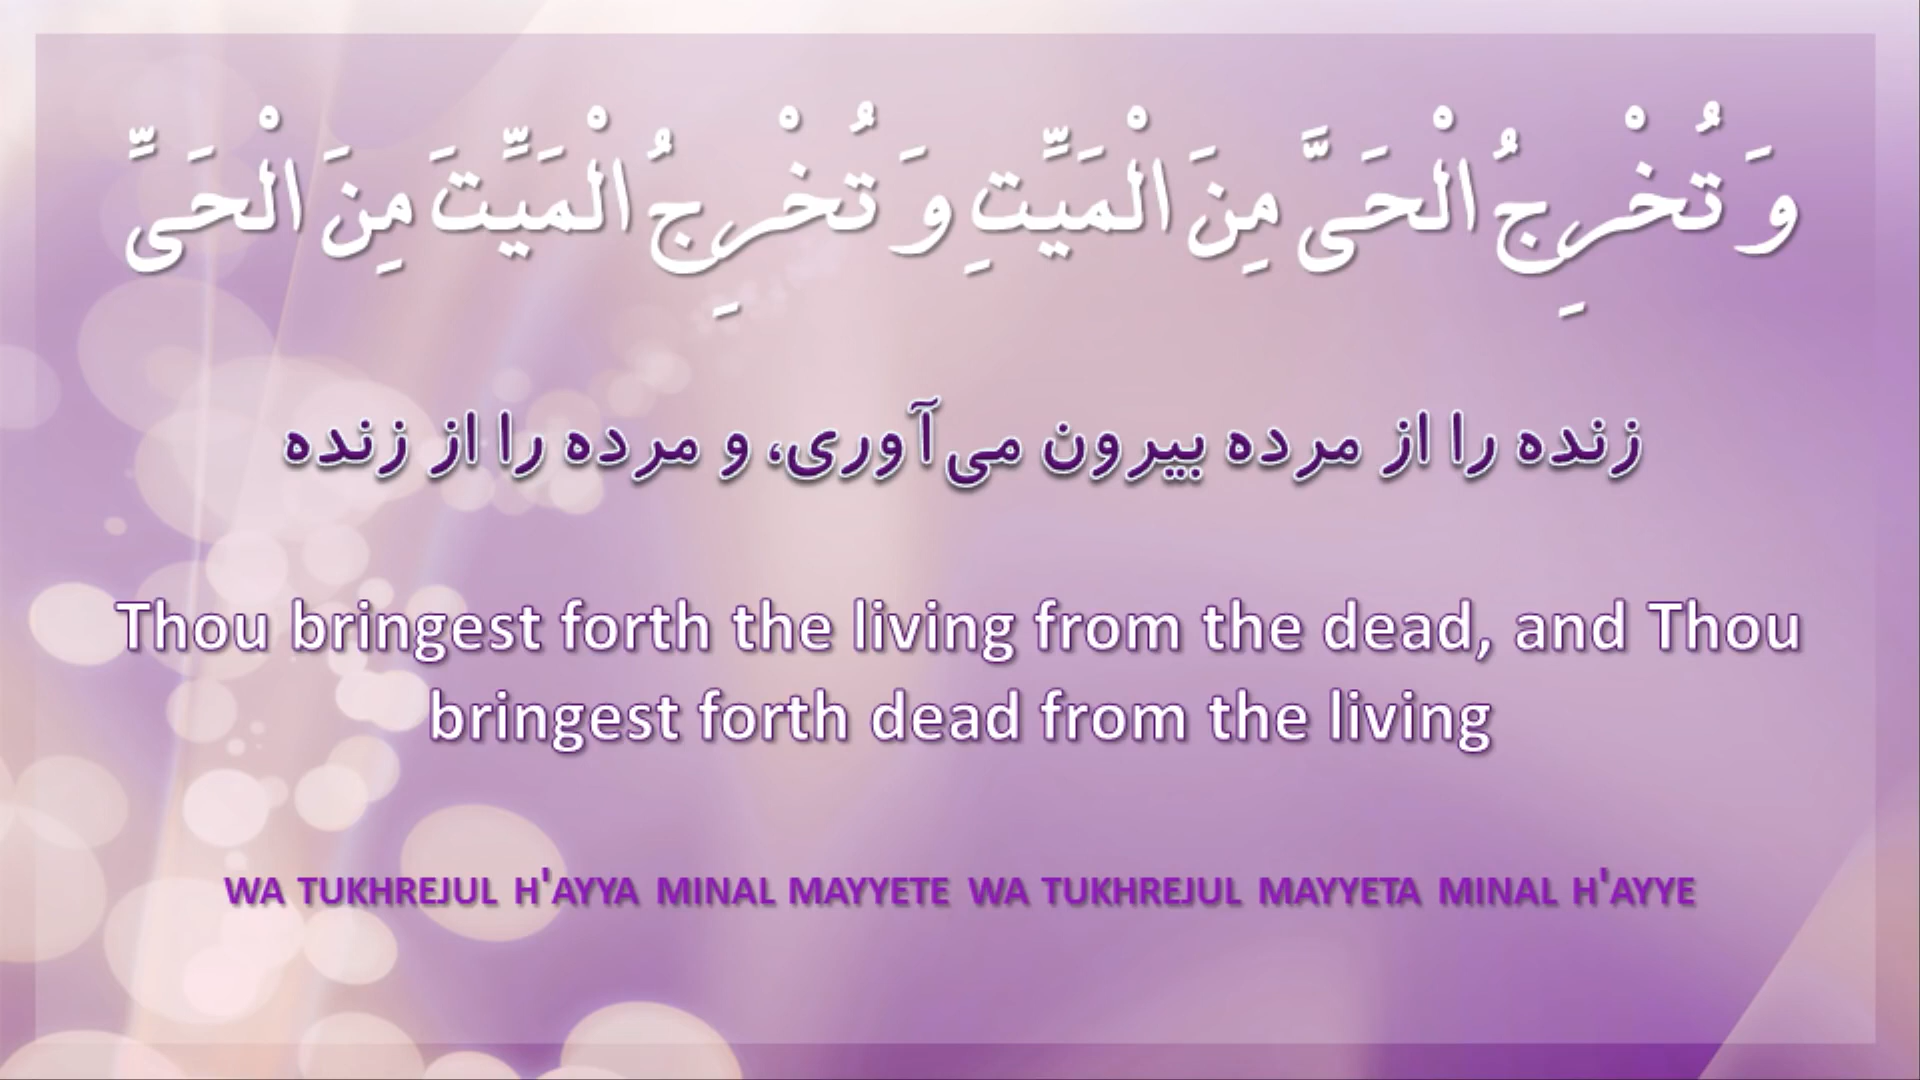 وَ تُخْرِجُ الْحَىَّ مِنَ الْمَيِّتِ وَ تُخْرِجُ الْمَيِّتَ مِنَ الْحَىِّ
زنده را از مرده بیرون می‌آوری، و مرده را از زنده
Thou bringest forth the living from the dead, and Thou
bringest forth dead from the living
WA TUKHREJUL H'AYYA MINAL MAYYETE WA TUKHREJUL MAYYETA MINAL H'AYYE